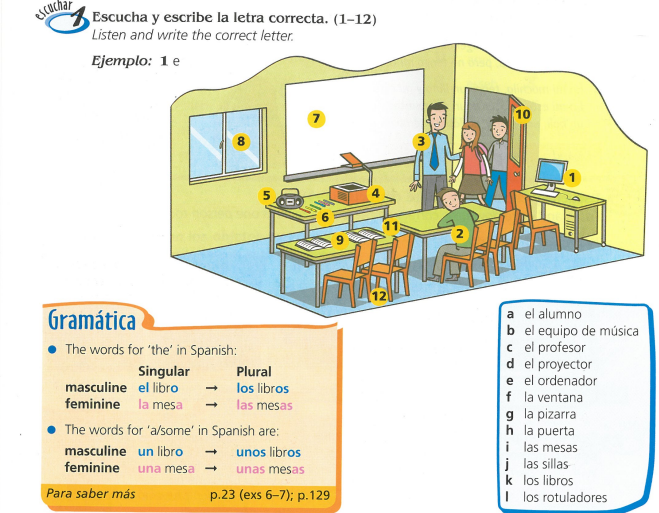 escuchar 1 Escucha y escribe la letra correcta. (1–12)
Listen and write the correct letter.
Ejemplo: 1 e
7
10
8
3
1
5
4
6
11
2
9
12
Gramática
• The words for 'the' in Spanish:
Singular Plural
masculine el libro → los libros
feminine la mesa → las mesas
• The words for 'a/some' in Spanish are:
masculine un libro → unos libros
feminine una mesa → unas mesas
Para saber más p.23 (exs 6–7); p.129
a el alumno
b el equipo de música
c el profesor
d el proyector
e el ordenador
f la ventana
g la pizarra
h la puerta
i las mesas
j las sillas
k los libros
l los rotuladores